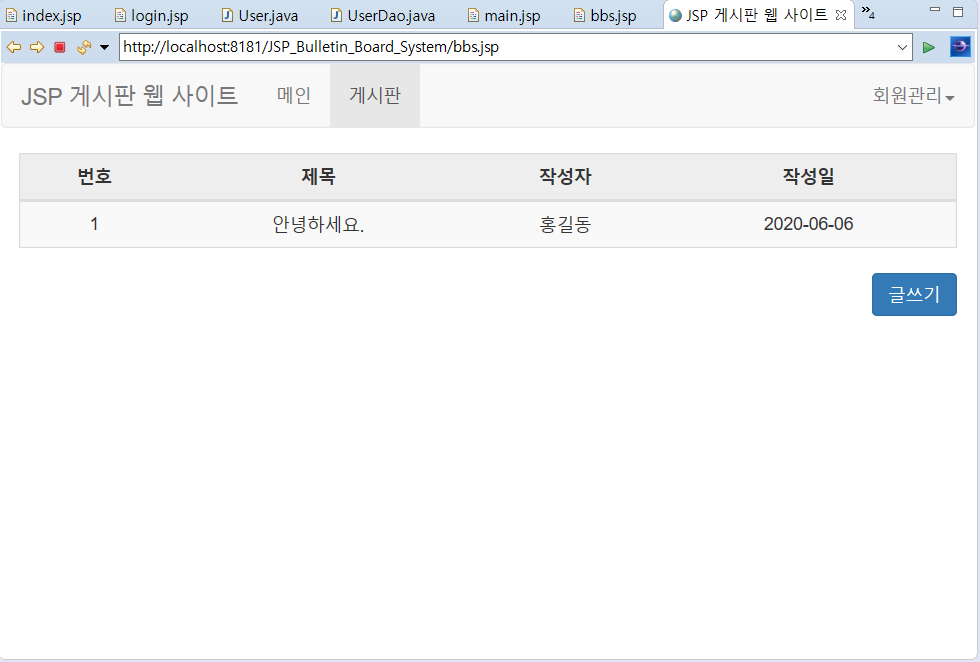 index.jsp login.jsp User.java UserDao.java main.jsp bbs.jsp JSP 게시판 웹 사이트 »4
http://localhost:8181/JSP_Bulletin_Board_System/bbs.jsp
JSP 게시판 웹 사이트 메인 게시판 회원관리
번호 제목 작성자 작성일
1 안녕하세요. 홍길동 2020-06-06
글쓰기